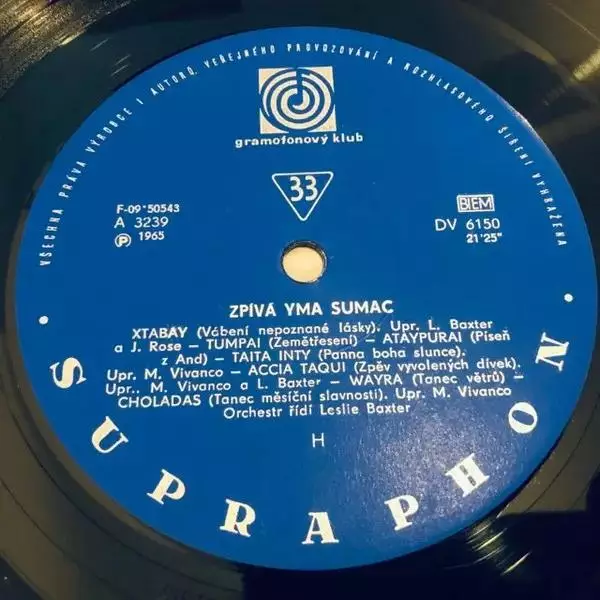 VŠECHRA PRÁVA VÝROBCE I AUTORŮ, VEŘEJNÉHO PROVOZOVÁNÍ A ROZHLASOVÉHO ŠÍŘENÍ VYHRAŽENA
gramofonový klub
33
F-09*50543
A 3239
Ⓟ 1965
BIEM
DV 6150
21'25"
ZPÍVÁ YMA SUMAC
XTABAY (Vábení nepoznané lásky). Upr. L. Baxter
a J. Rose – TUMPAI (Zemětřesení) – ATAYPURAI (Píseň
z And) – TAITA INTY (Panna boha slunce).
Upr. M. Vivanco – ACCIA TAQUI (Zpěv vyvolených dívek).
Upr.. M. Vivanco a L. Baxter – WAYRA (Tanec větrů) –
CHOLADAS (Tanec měsíční slavnosti). Upr. M. Vivanco
Orchestr řídí Leslie Baxter
H
• SUPRAPHON •